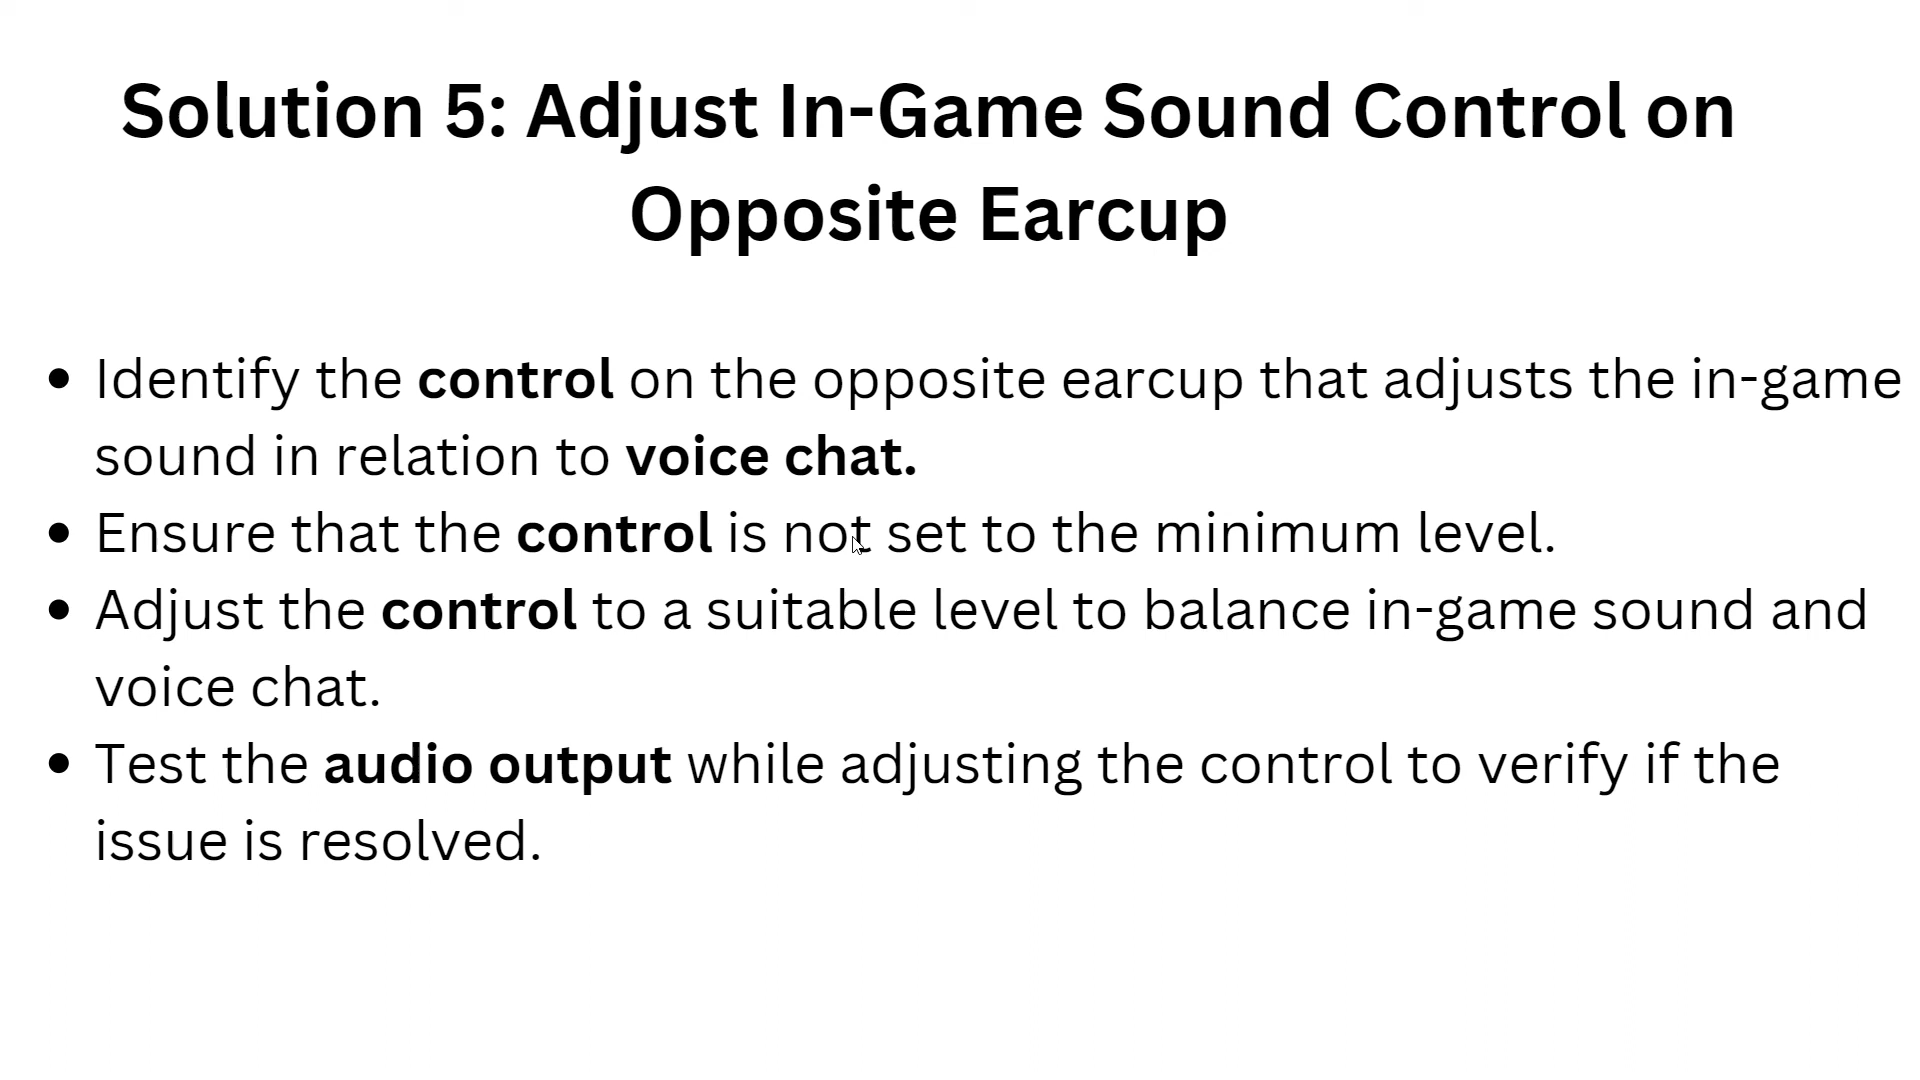 Solution 5: Adjust In-Game Sound Control on
Opposite Earcup
• Identify the control on the opposite earcup that adjusts the in-game
sound in relation to voice chat.
• Ensure that the control is not set to the minimum level.
• Adjust the control to a suitable level to balance in-game sound and
voice chat.
• Test the audio output while adjusting the control to verify if the
issue is resolved.